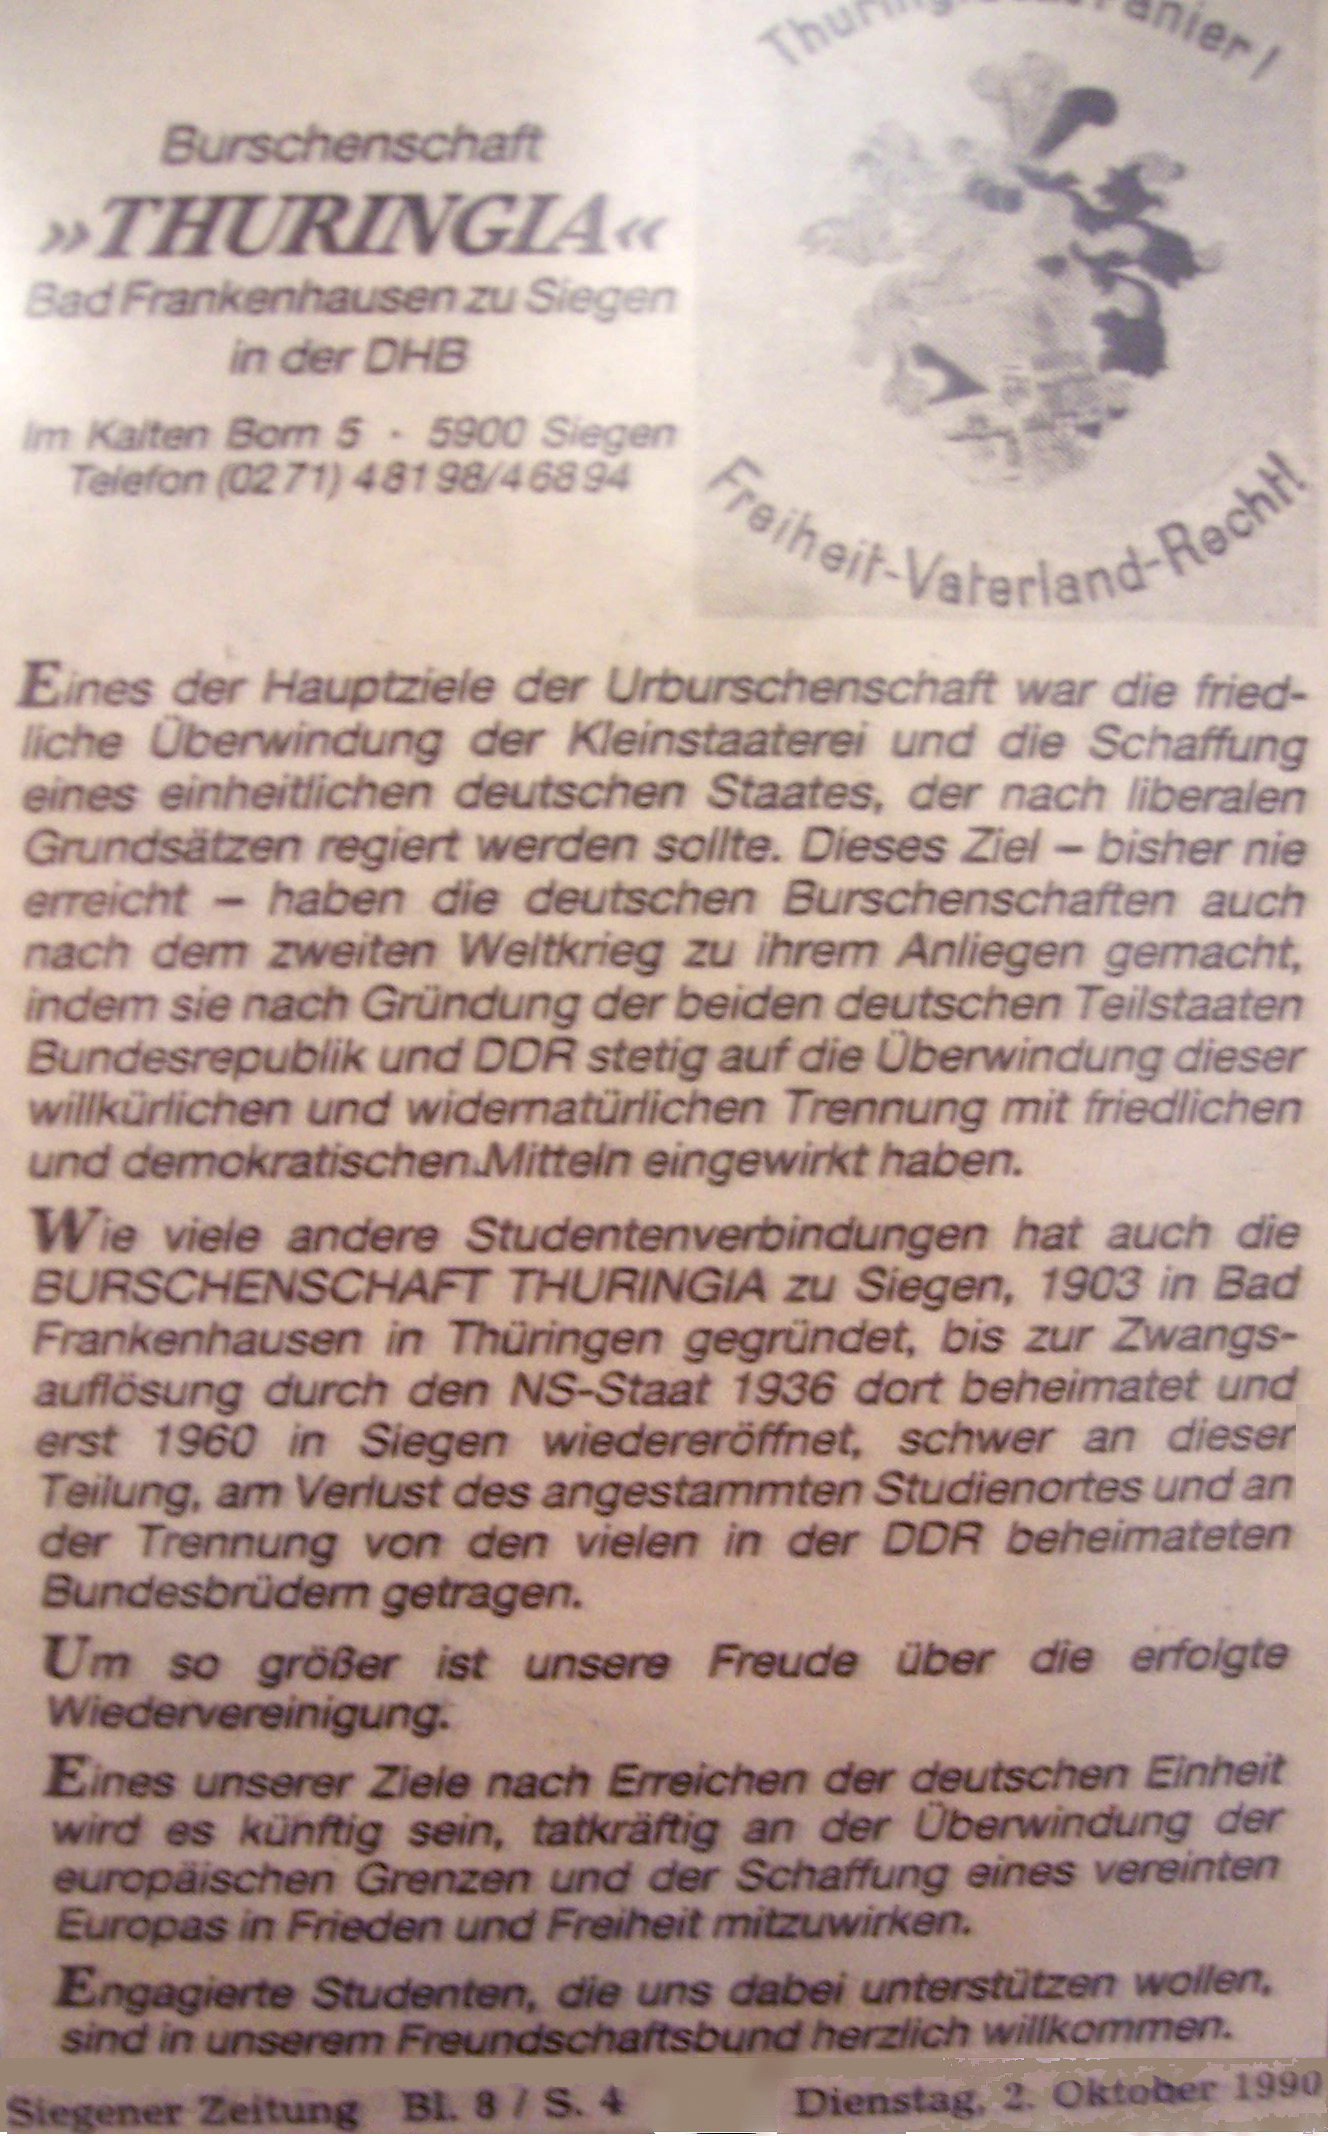 Burschenschaft
»THURINGIA«
Bad Frankenhausen zu Siegen
in der DHB
Im Kalten Born 5 · 5900 Siegen
Telefon (02 71) 4 81 98/4 68 94
Freiheit-Vaterland-Recht!
Eines der Hauptziele der Urburschenschaft war die fried-
liche Überwindung der Kleinstaaterei und die Schaffung
eines einheitlichen deutschen Staates, der nach liberalen
Grundsätzen regiert werden sollte. Dieses Ziel – bisher nie
erreicht – haben die deutschen Burschenschaften auch
nach dem zweiten Weltkrieg zu ihrem Anliegen gemacht,
indem sie nach Gründung der beiden deutschen Teilstaaten
Bundesrepublik und DDR stetig auf die Überwindung dieser
willkürlichen und widernatürlichen Trennung mit friedlichen
und demokratischen Mitteln eingewirkt haben.
Wie viele andere Studentenverbindungen hat auch die
BURSCHENSCHAFT THURINGIA zu Siegen, 1903 in Bad
Frankenhausen in Thüringen gegründet, bis zur Zwangs-
auflösung durch den NS-Staat 1936 dort beheimatet und
erst 1960 in Siegen wiedereröffnet, schwer an dieser
Teilung, am Verlust des angestammten Studienortes und an
der Trennung von den vielen in der DDR beheimateten
Bundesbrüdern getragen.
Um so größer ist unsere Freude über die erfolgte
Wiedervereinigung.
Eines unserer Ziele nach Erreichen der deutschen Einheit
wird es künftig sein, tatkräftig an der Überwindung der
europäischen Grenzen und der Schaffung eines vereinten
Europas in Frieden und Freiheit mitzuwirken.
Engagierte Studenten, die uns dabei unterstützen wollen,
sind in unserem Freundschaftsbund herzlich willkommen.
Siegener Zeitung Bl. 8 / S. 4 Dienstag, 2. Oktober 1990